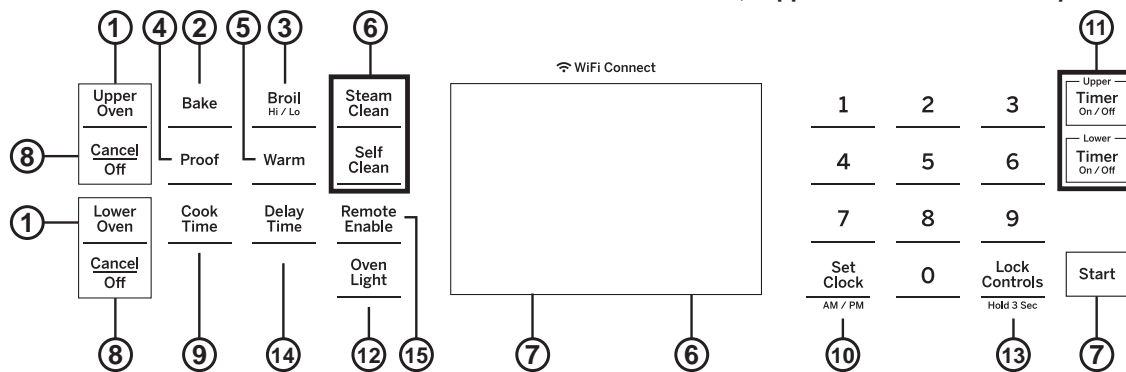 1 4 2 5 3 6 11
WiFi Connect
Upper
Oven
Bake
Broil
Hi / Lo
Steam
Clean
1 2 3
Upper
Timer
On / Off
8
Cancel
Off
Proof
Warm
Self
Clean
4 5 6
Lower
Timer
On / Off
1
Lower
Oven
Cook
Time
Delay
Time
Remote
Enable
7 8 9
Cancel
Off
Oven
Light
Set
Clock
AM / PM
0
Lock
Controls
Hold 3 Sec
Start
8 9 14 12 15 7 6 10 13 7